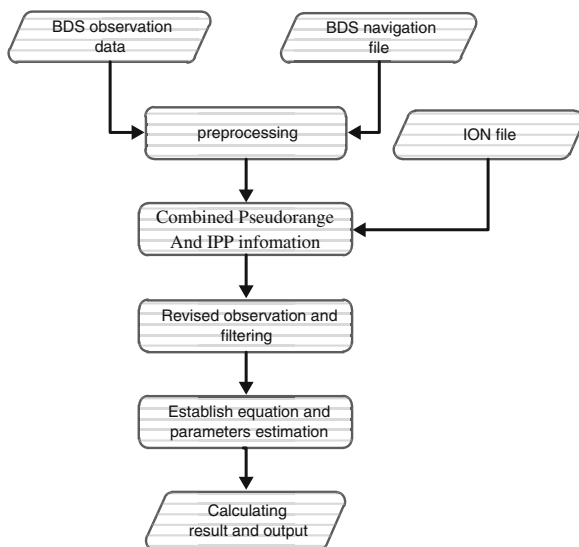 BDS observation
data
BDS navigation
file
preprocessing
ION file
Combined Pseudorange
And IPP infomation
Revised observation and
filtering
Establish equation and
parameters estimation
Calculating
result and output